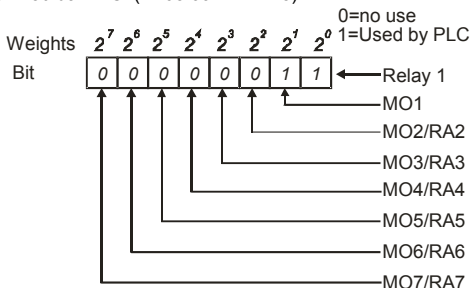 0=no use
Weights 2^7 2^6 2^5 2^4 2^3 2^2 2^1 2^0 1=Used by PLC
Bit 0 0 0 0 0 0 1 1 Relay 1
MO1
MO2/RA2
MO3/RA3
MO4/RA4
MO5/RA5
MO6/RA6
MO7/RA7